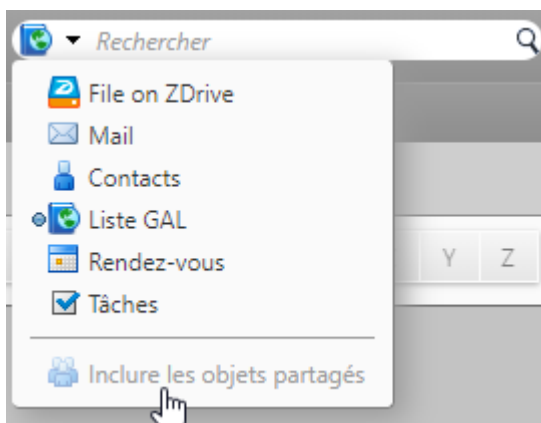 Rechercher
File on ZDrive
Mail
Contacts
Liste GAL
Rendez-vous
Y Z
Tâches
Inclure les objets partagés